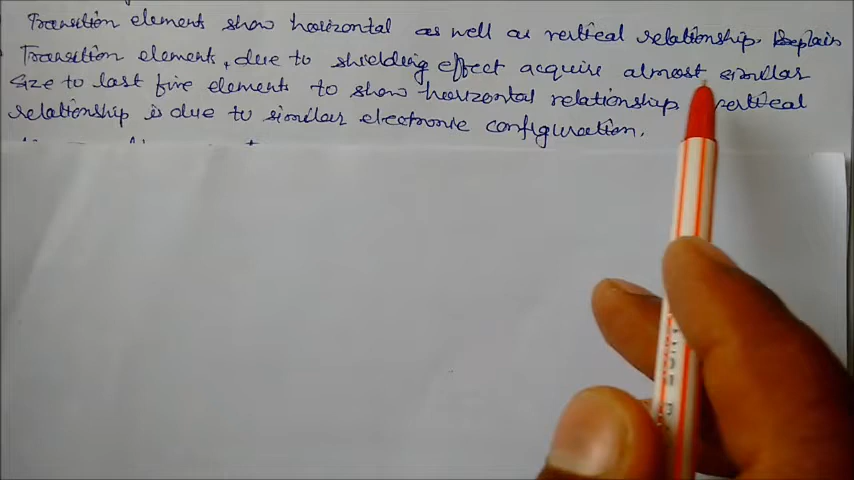 Transition elements show horizontal as well as vertical relationship. Explain
Transition element, due to shielding effect acquire almost similar
size to last five elements to show horizontal relationship vertical
relationship is due to similar electronic configuration.